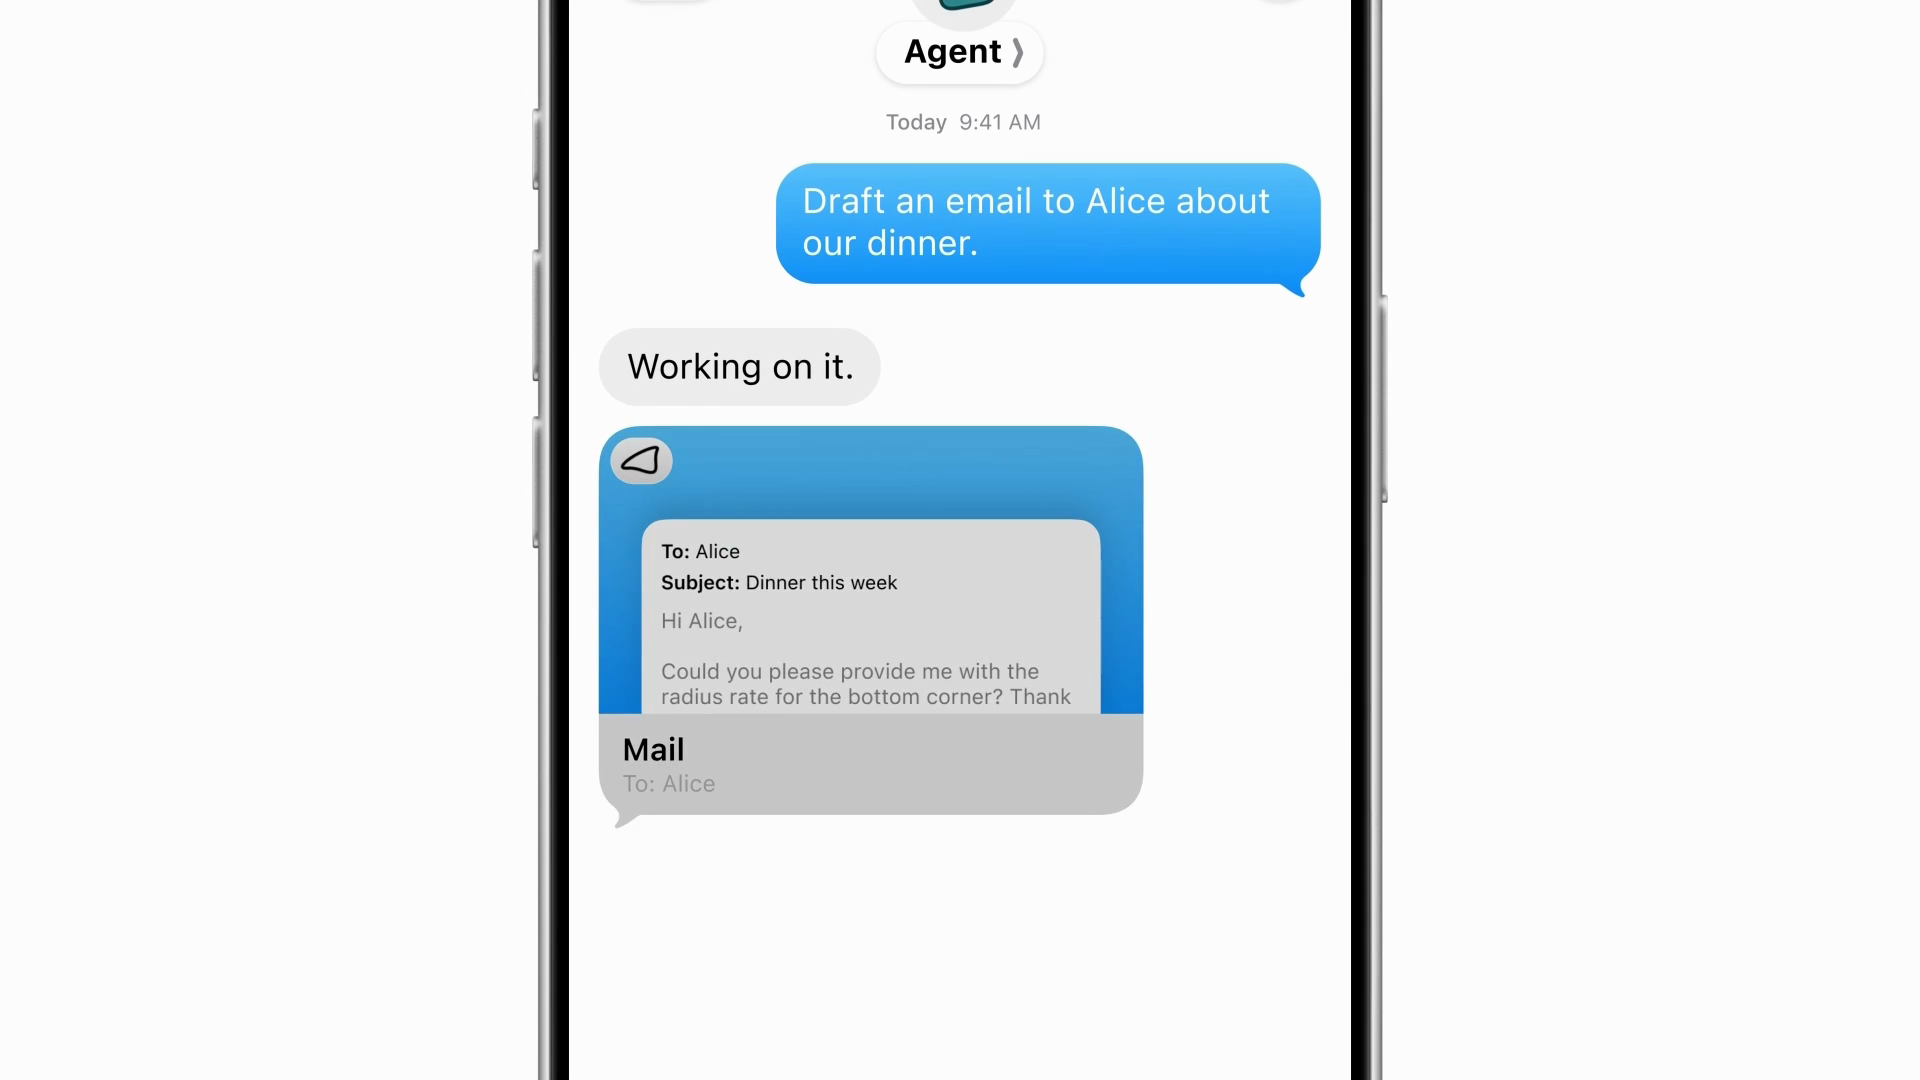 Agent
Today 9:41 AM
Draft an email to Alice about
our dinner.
Working on it.
To: Alice
Subject: Dinner this week
Hi Alice,
Could you please provide me with the
radius rate for the bottom corner? Thank
Mail
To: Alice